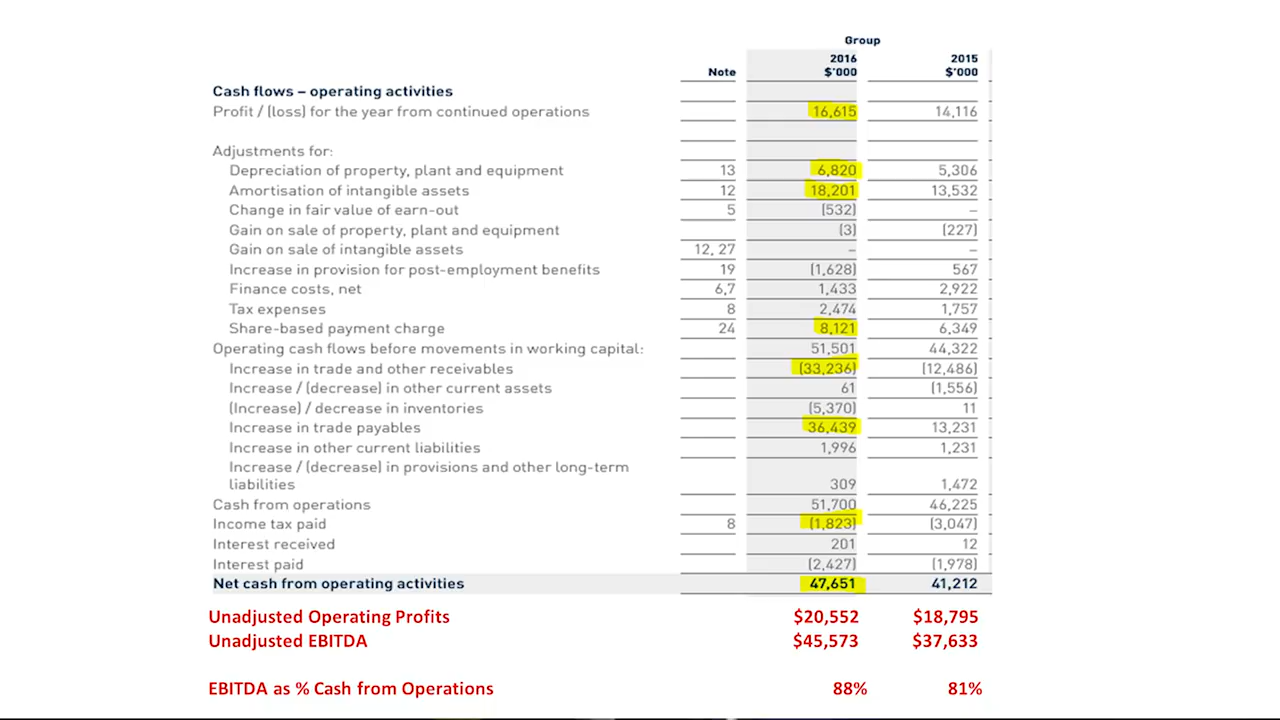 Group
2016 2015
Note $'000 $'000
Cash flows – operating activities
Profit / (loss) for the year from continued operations 16,615 14,116
Adjustments for:
Depreciation of property, plant and equipment 13 6,820 5,306
Amortisation of intangible assets 12 18,201 13,532
Change in fair value of earn-out 5 (532) –
Gain on sale of property, plant and equipment (3) (227)
Gain on sale of intangible assets 12, 27 – –
Increase in provision for post-employment benefits 19 (1,628) 567
Finance costs, net 6,7 1,433 2,922
Tax expenses 8 2,474 1,757
Share-based payment charge 24 8,121 6,349
Operating cash flows before movements in working capital: 51,501 44,322
Increase in trade and other receivables (33,236) (12,486)
Increase / (decrease) in other current assets 61 (1,556)
(Increase) / decrease in inventories (5,370) 11
Increase in trade payables 36,439 13,231
Increase in other current liabilities 1,996 1,231
Increase / (decrease) in provisions and other long-term
liabilities 309 1,472
Cash from operations 51,700 46,225
Income tax paid 8 (1,823) (3,047)
Interest received 201 12
Interest paid (2,427) (1,978)
Net cash from operating activities 47,651 41,212
Unadjusted Operating Profits $20,552 $18,795
Unadjusted EBITDA $45,573 $37,633
EBITDA as % Cash from Operations 88% 81%